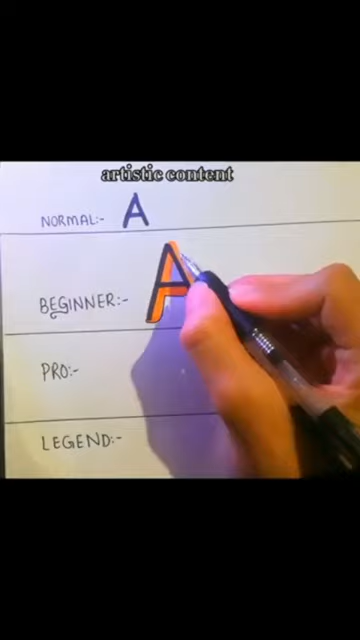 artistic content
NORMAL:- A
BEGINNER:- A
PRO:-
LEGEND:-